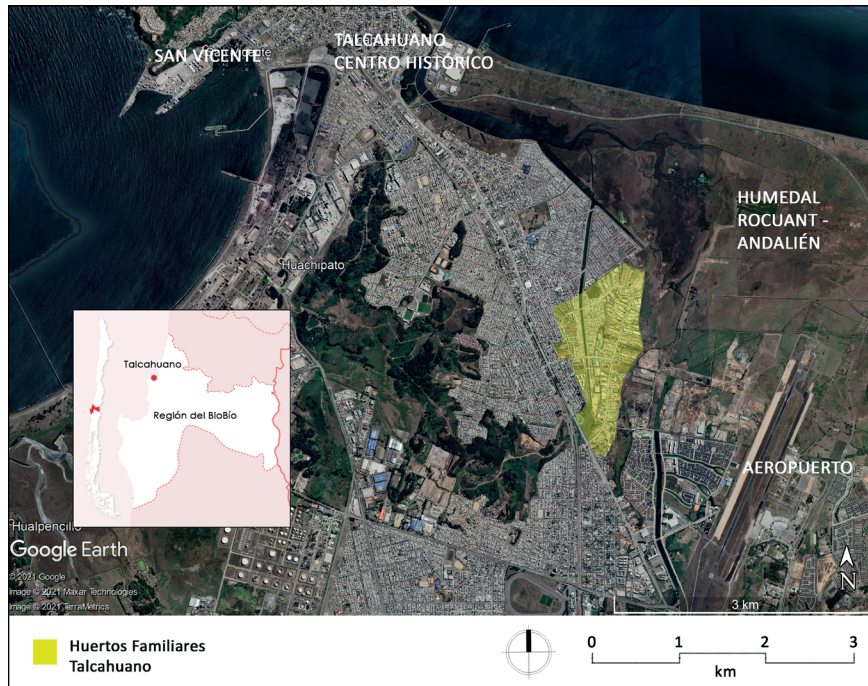 SAN VICENTE
TALCAHUANO
CENTRO HISTÓRICO
HUMEDAL
ROCUANT -
ANDALIÉN
Huachipato
Talcahuano
Región del BíoBío
AEROPUERTO
Hualpencillo
Google Earth
© 2021 Google
Image © 2021 Maxar Technologies
Image © 2021 TerraMetrics
N
3 km
Huertos Familiares
Talcahuano
0 1 2 3
km